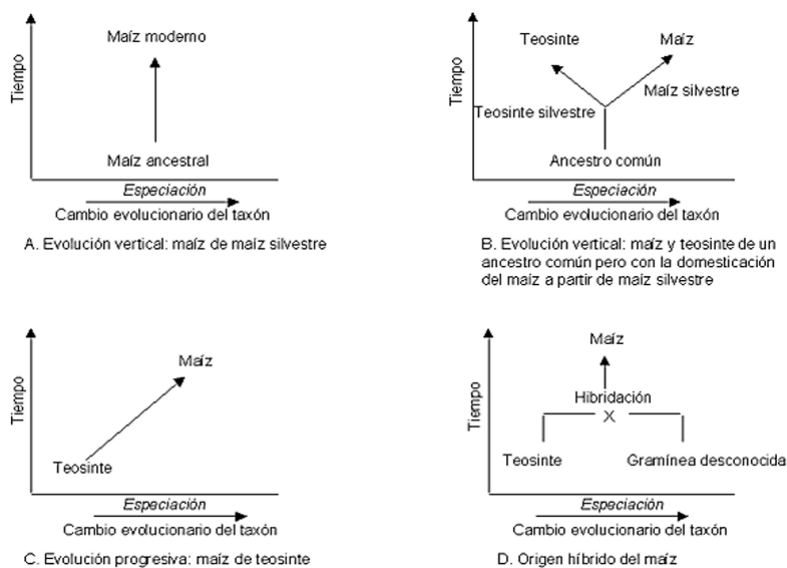 Tiempo
Maíz moderno
Maíz ancestral
Especiación
Cambio evolucionario del taxón
A. Evolución vertical: maíz de maíz silvestre
Tiempo
Teosinte
Maíz
Maíz silvestre
Teosinte silvestre
Ancestro común
Especiación
Cambio evolucionario del taxón
B. Evolución vertical: maíz y teosinte de un
ancestro común pero con la domesticación
del maíz a partir de maíz silvestre
Tiempo
Maíz
Teosinte
Especiación
Cambio evolucionario del taxón
C. Evolución progresiva: maíz de teosinte
Tiempo
Maíz
Hibridación
X
Teosinte
Gramínea desconocida
Especiación
Cambio evolucionario del taxón
D. Origen híbrido del maíz